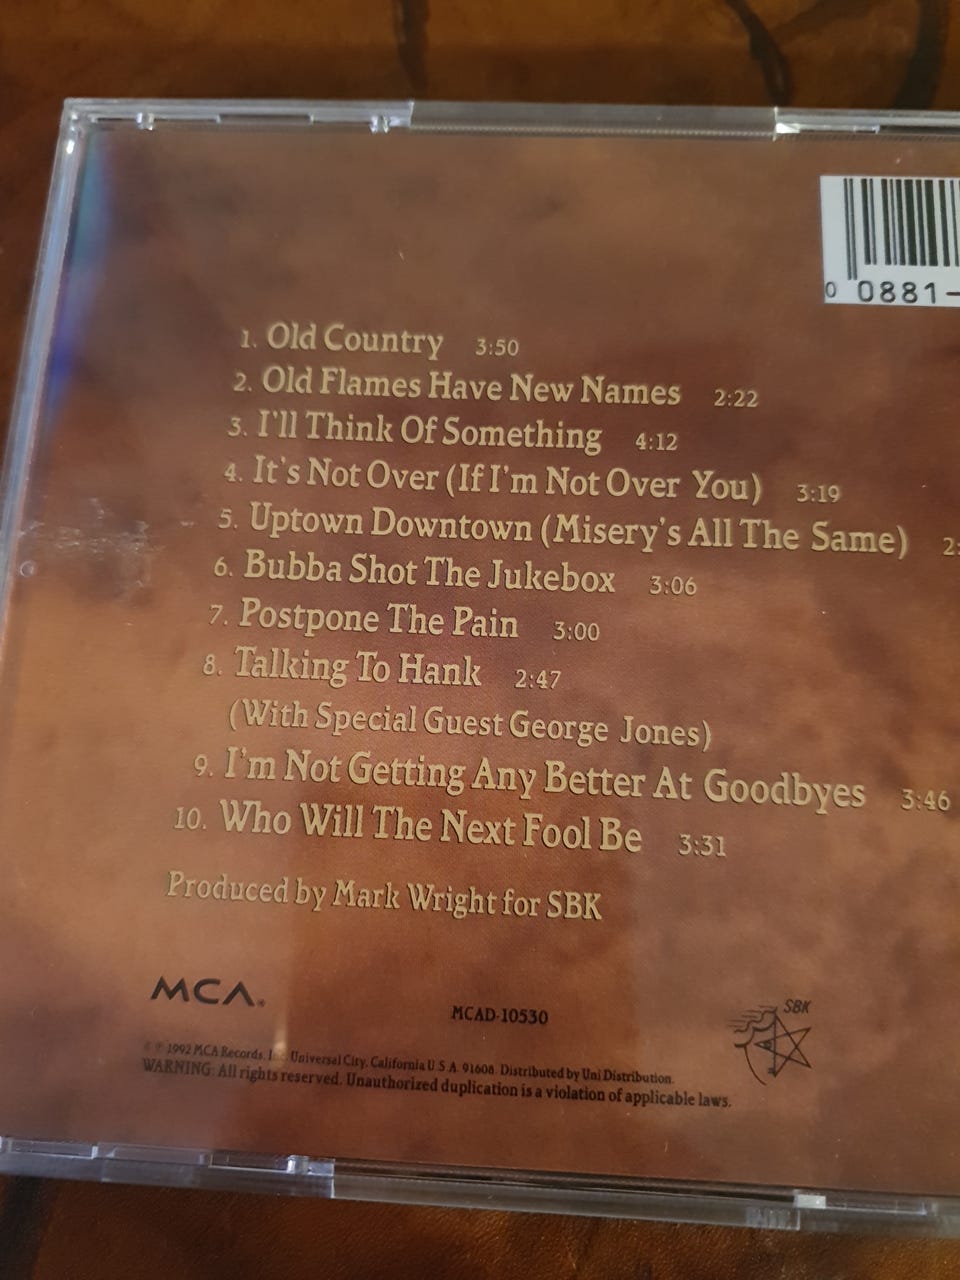 0 0881-
1. Old Country 3:50
2. Old Flames Have New Names 2:22
3. I'll Think Of Something 4:12
4. It's Not Over (If I'm Not Over You) 3:19
5. Uptown Downtown (Misery's All The Same) 2:
6. Bubba Shot The Jukebox 3:06
7. Postpone The Pain 3:00
8. Talking To Hank 2:47
(With Special Guest George Jones)
9. I'm Not Getting Any Better At Goodbyes 3:46
10. Who Will The Next Fool Be 3:31
Produced by Mark Wright for SBK
MCA®
MCAD-10530
SBK
© ℗ 1992 MCA Records, Universal City, California U.S.A. 91608. Distributed by Uni Distribution.
WARNING: All rights reserved. Unauthorized duplication is a violation of applicable laws.